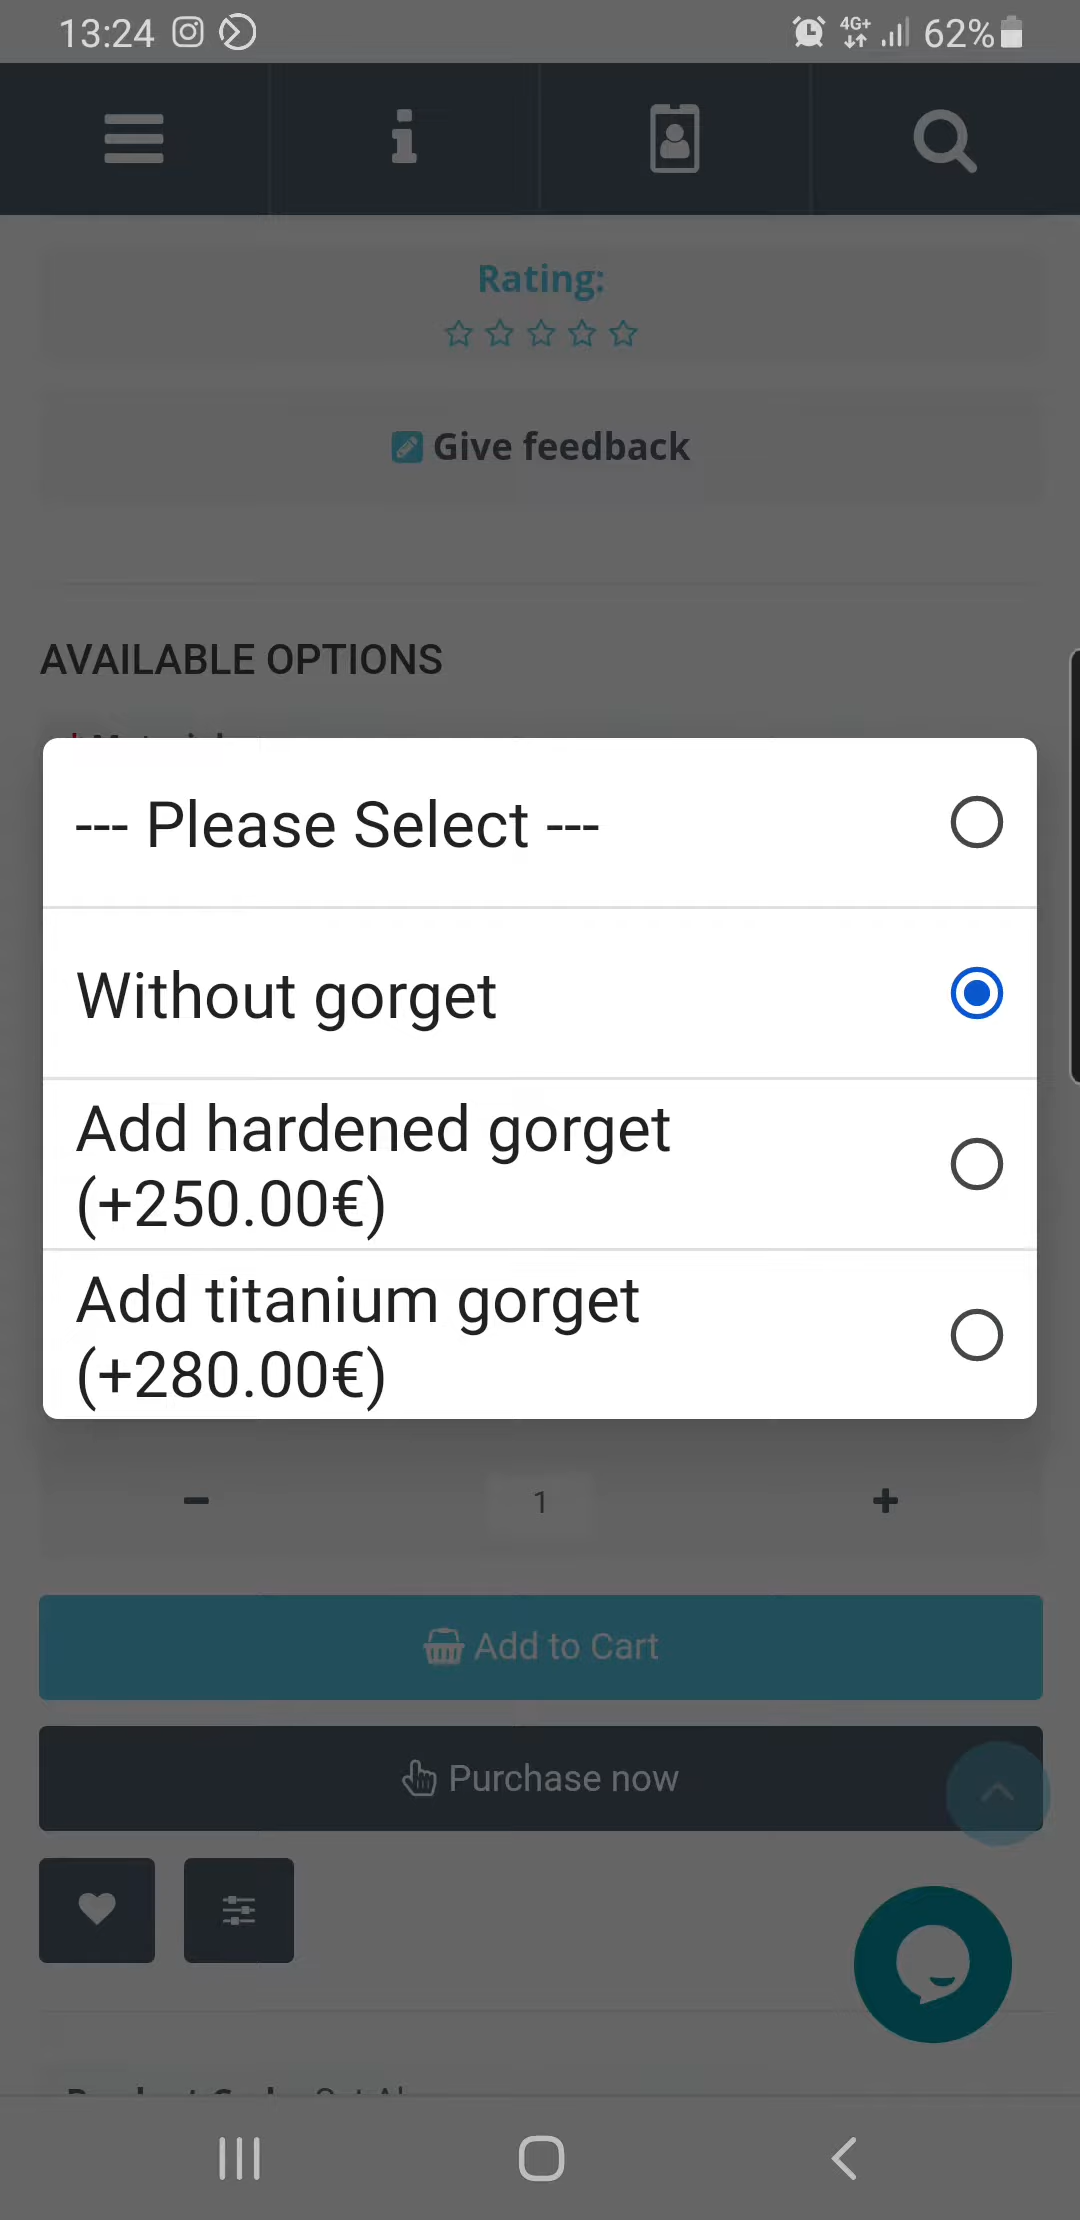 13:24
4G+
62%
Rating:
Give feedback
AVAILABLE OPTIONS
--- Please Select ---
Without gorget
Add hardened gorget
(+250.00€)
Add titanium gorget
(+280.00€)
1
Add to Cart
Purchase now